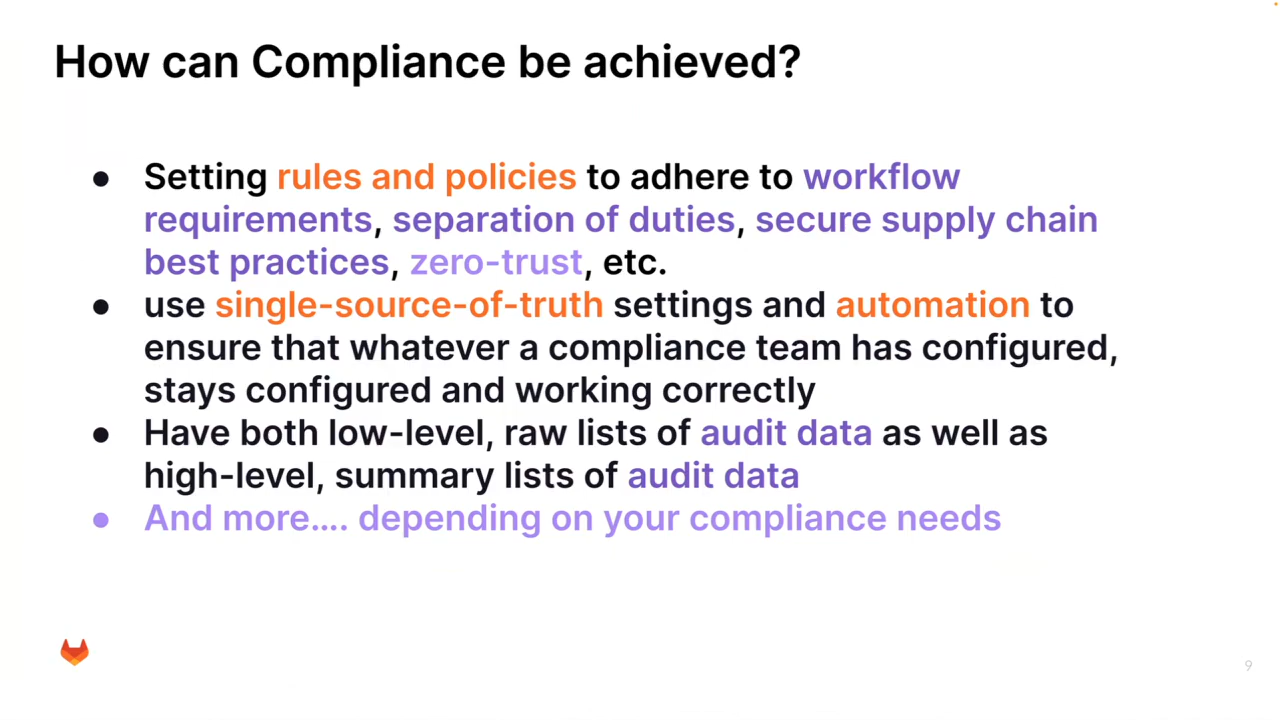 How can Compliance be achieved?
● Setting rules and policies to adhere to workflow
requirements, separation of duties, secure supply chain
best practices, zero-trust, etc.
● use single-source-of-truth settings and automation to
ensure that whatever a compliance team has configured,
stays configured and working correctly
● Have both low-level, raw lists of audit data as well as
high-level, summary lists of audit data
● And more.... depending on your compliance needs
9